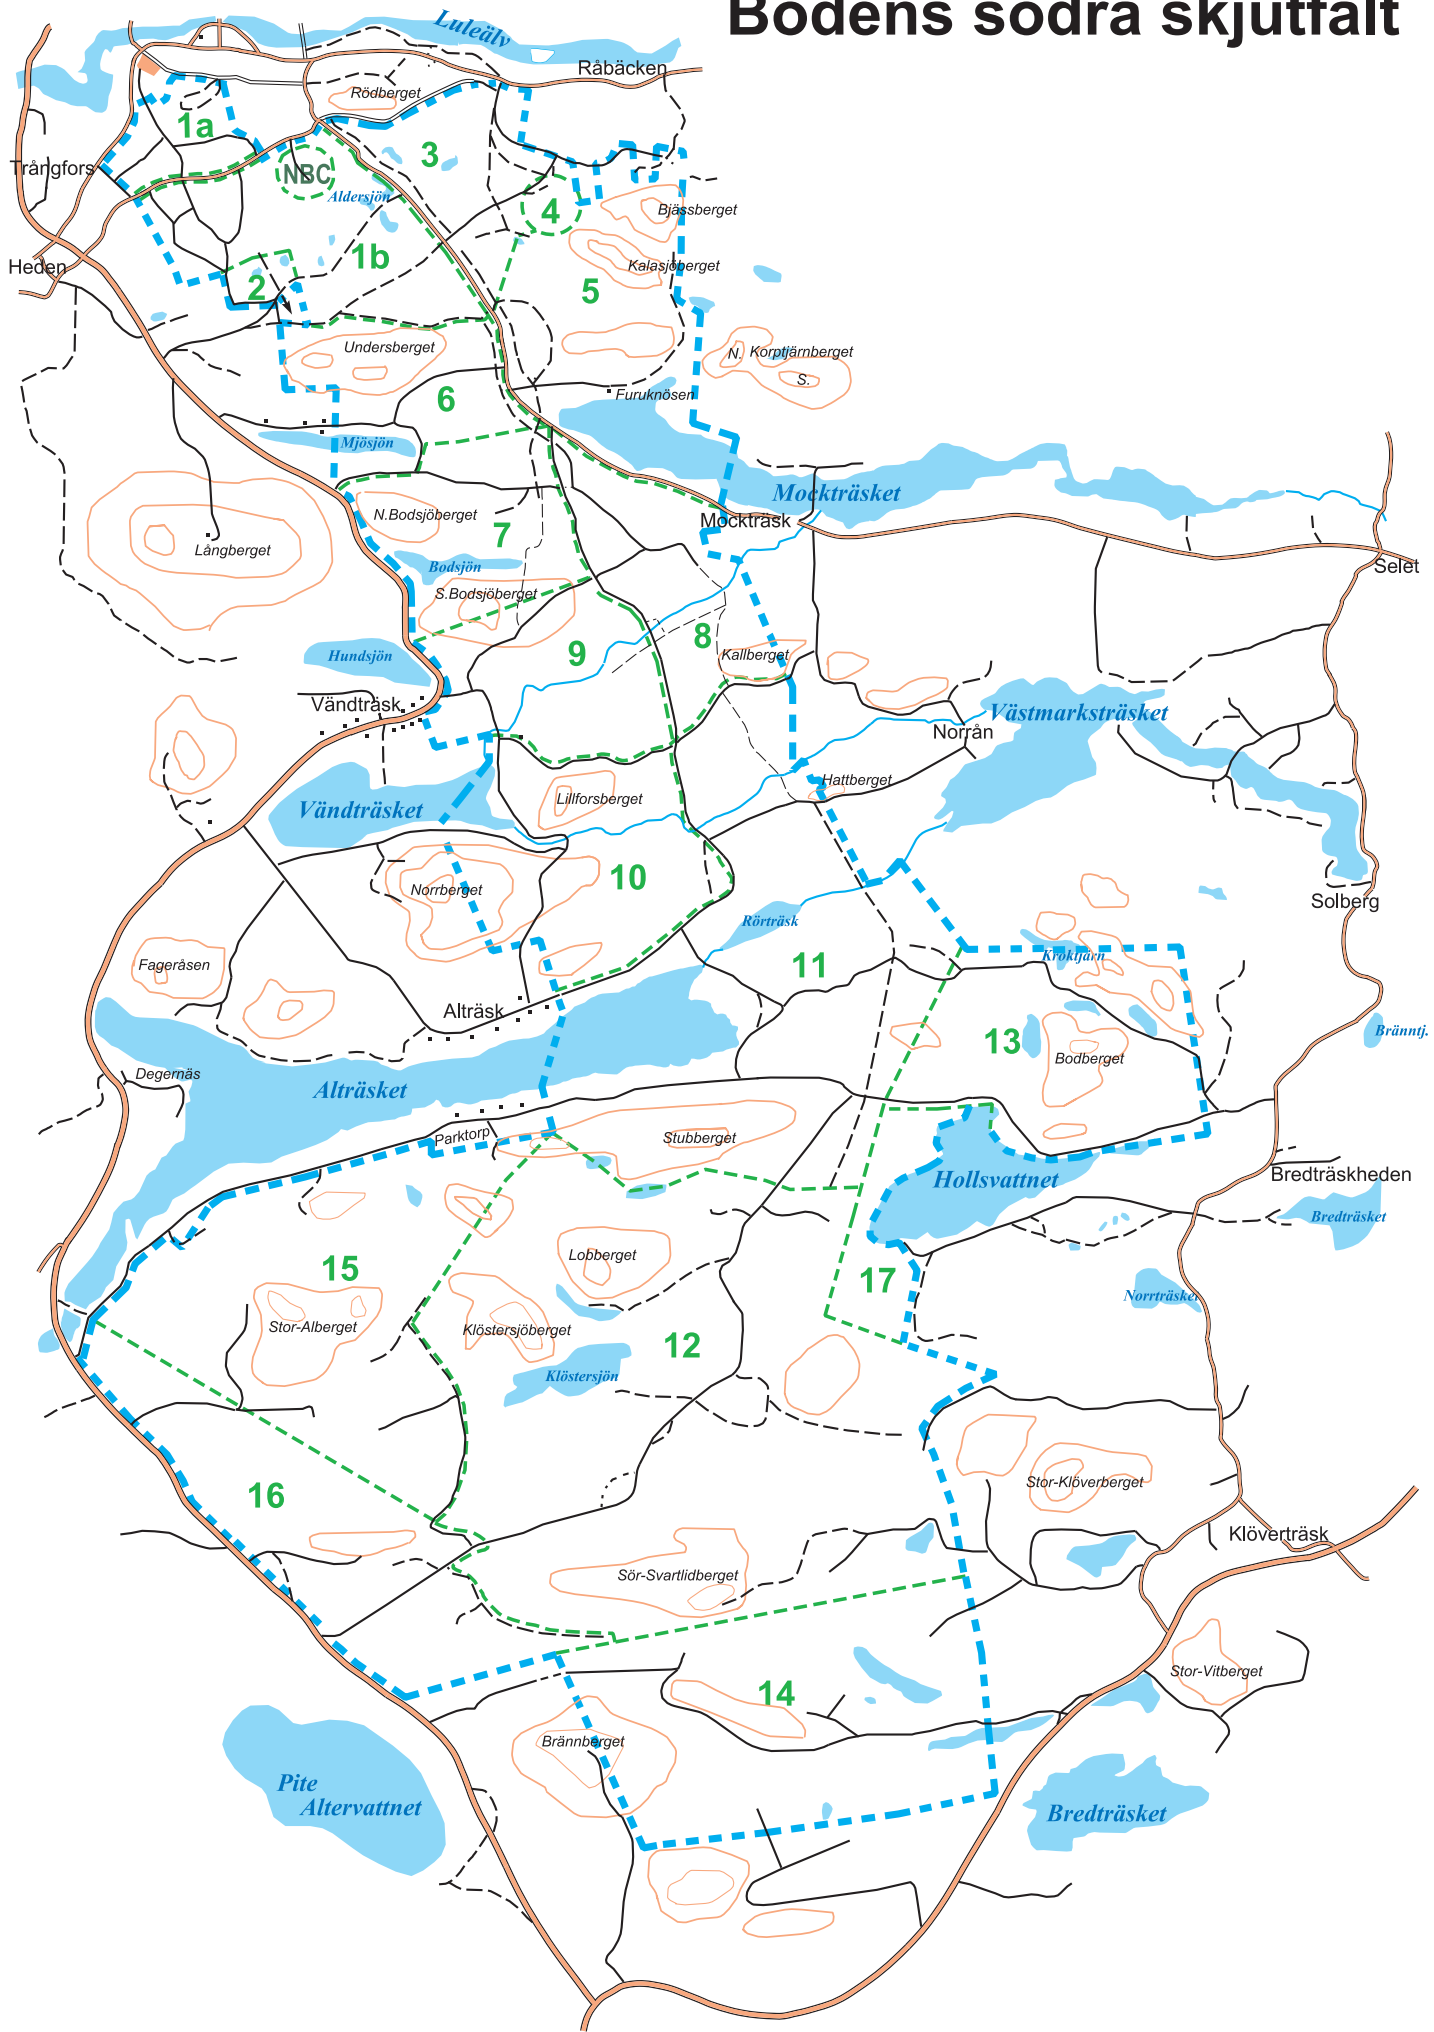 Bodens södra skjutfält
Luleälv
Råbäcken
Rödberget
1a
3
Trångfors
NBC
Aldersjön
4
Bjässberget
Heden
1b
Kalasjöberget
2
5
Undersberget
N. Korptjärnberget
S.
Furuknösen
6
Mjösjön
Mockträsket
N.Bodsjöberget
Mockträsk
7
Långberget
Bodsjön
Selet
S.Bodsjöberget
8
9
Kallberget
Hundsjön
Vändträsk
Västmarksträsket
Norrån
Hattberget
Lillforsberget
Vändträsket
10
Norrberget
Solberg
Rörträsk
Kroktjärn
Fageråsen
11
Alträsk
13
Bränntj.
Bodberget
Degernäs
Alträsket
Parktorp
Stubberget
Hollsvattnet
Bredträskheden
Bredträsket
Lobberget
15
17
Norrträsket
Stor-Alberget
Klöstersjöberget
12
Klöstersjön
16
Stor-Klöverberget
Klöverträsk
Sör-Svartlidberget
Stor-Vitberget
14
Brännberget
Pite
Altervattnet
Bredträsket